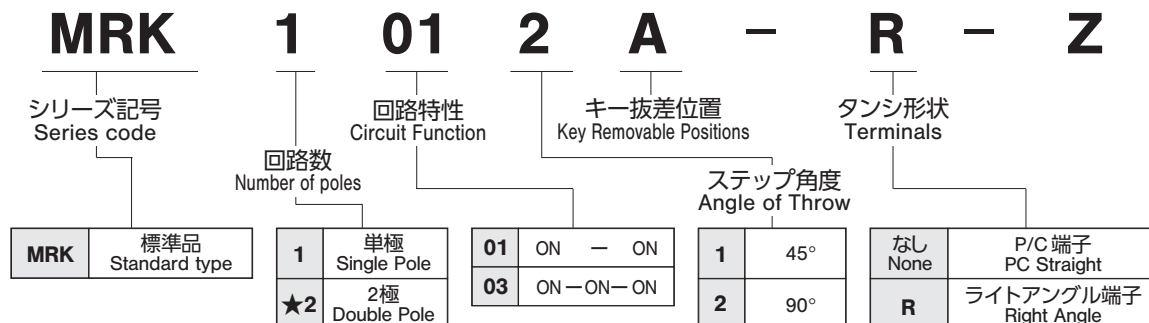 MRK 1 01 2 A - R - Z
シリーズ記号
Series code
回路数
Number of poles
回路特性
Circuit Function
キー抜差位置
Key Removable Positions
ステップ角度
Angle of Throw
タンシ形状
Terminals
MRK 標準品
Standard type
1 単極
Single Pole
★2 2極
Double Pole
01 ON — ON
03 ON—ON—ON
1 45°
2 90°
なし
None
P/C 端子
PC Straight
R ライトアングル端子
Right Angle